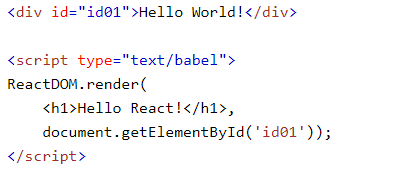 <div id="id01">Hello World!</div>
<script type="text/babel">
ReactDOM.render(
    <h1>Hello React!</h1>,
    document.getElementById('id01'));
</script>